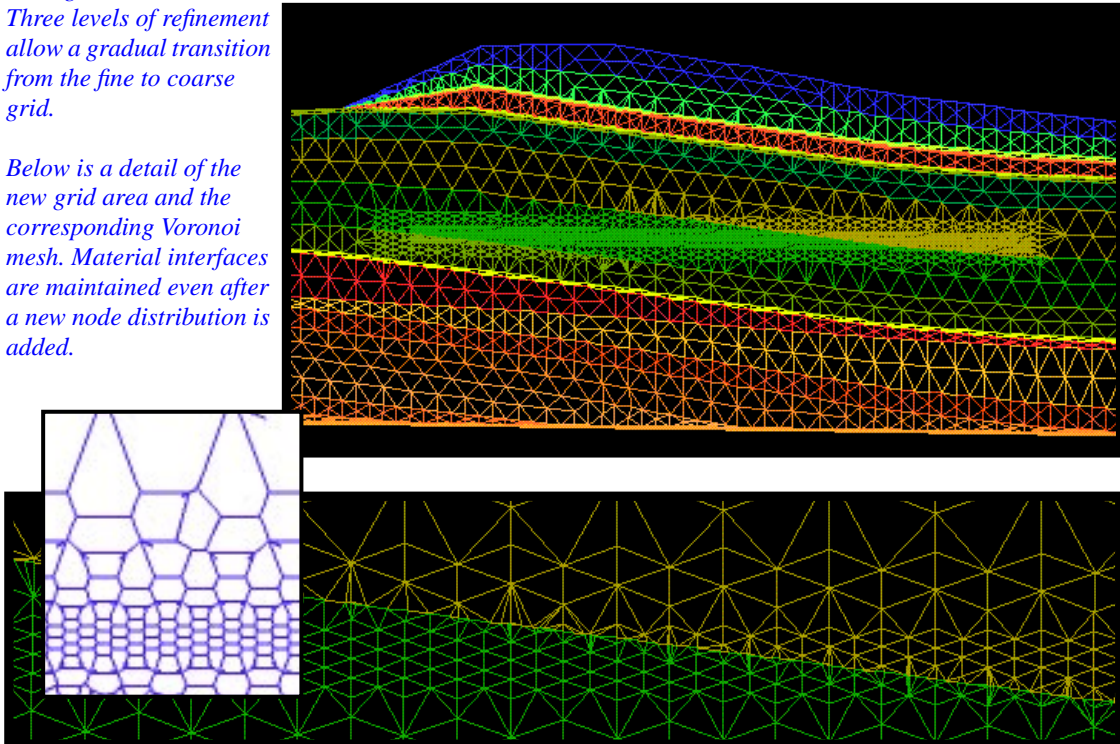 Three levels of refinement
allow a gradual transition
from the fine to coarse
grid.
Below is a detail of the
new grid area and the
corresponding Voronoi
mesh. Material interfaces
are maintained even after
a new node distribution is
added.